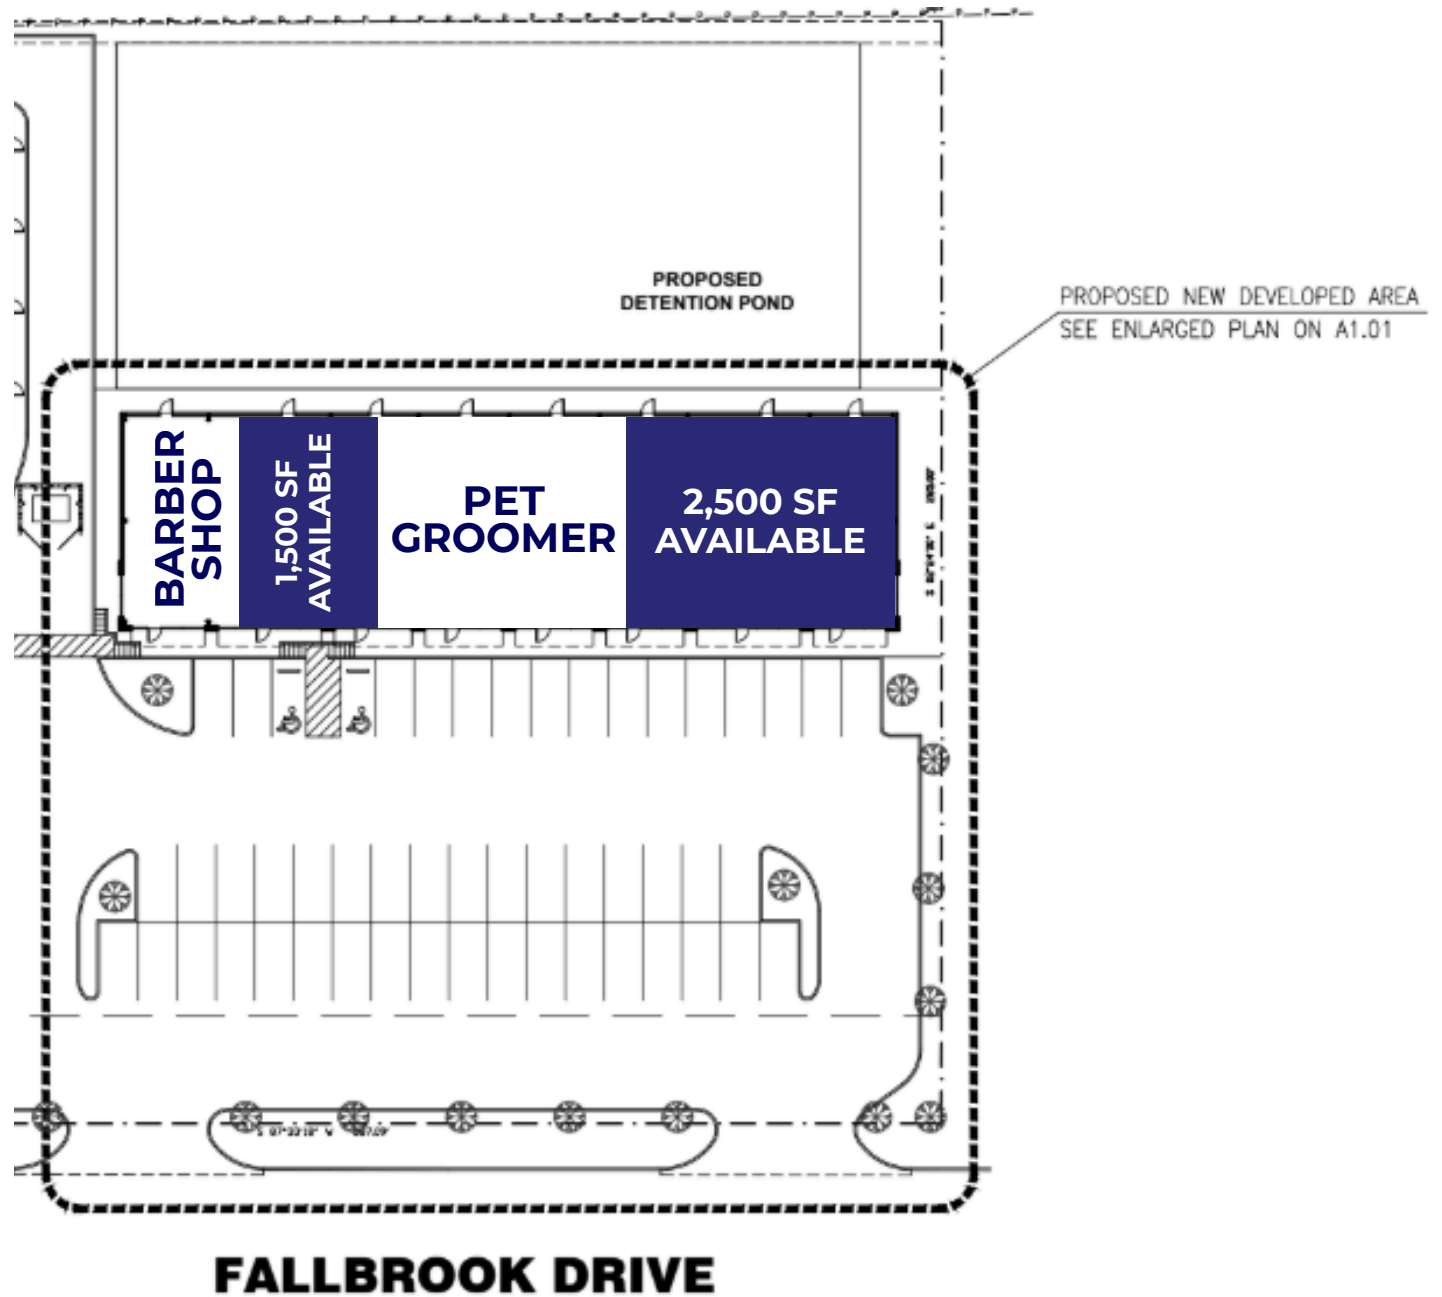 PROPOSED
DETENTION POND
PROPOSED NEW DEVELOPED AREA
SEE ENLARGED PLAN ON A1.01
BARBER
SHOP
1,500 SF
AVAILABLE
PET
GROOMER
2,500 SF
AVAILABLE
FALLBROOK DRIVE